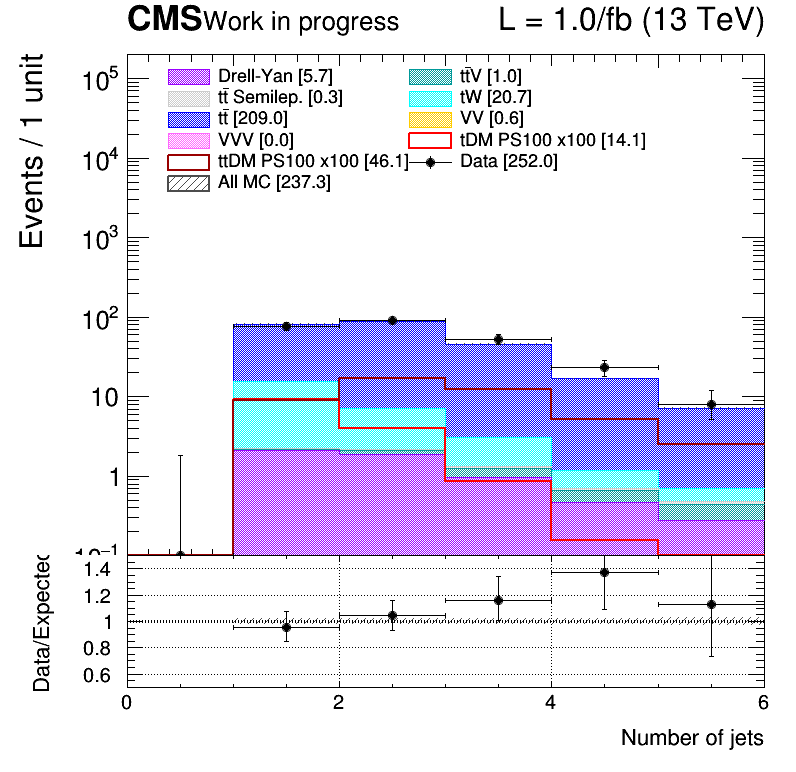 CMS Work in progress L = 1.0/fb (13 TeV)
Events / 1 unit
Drell-Yan [5.7] tt̄V [1.0]
tt̄ Semilep. [0.3] tW [20.7]
tt̄ [209.0] VV [0.6]
VVV [0.0] tDM PS100 x100 [14.1]
ttDM PS100 x100 [46.1] Data [252.0]
All MC [237.3]
10⁵
10⁴
10³
10²
10
1
10⁻¹
Data/Expected
1.4
1.2
1
0.8
0.6
0 2 4 6
Number of jets